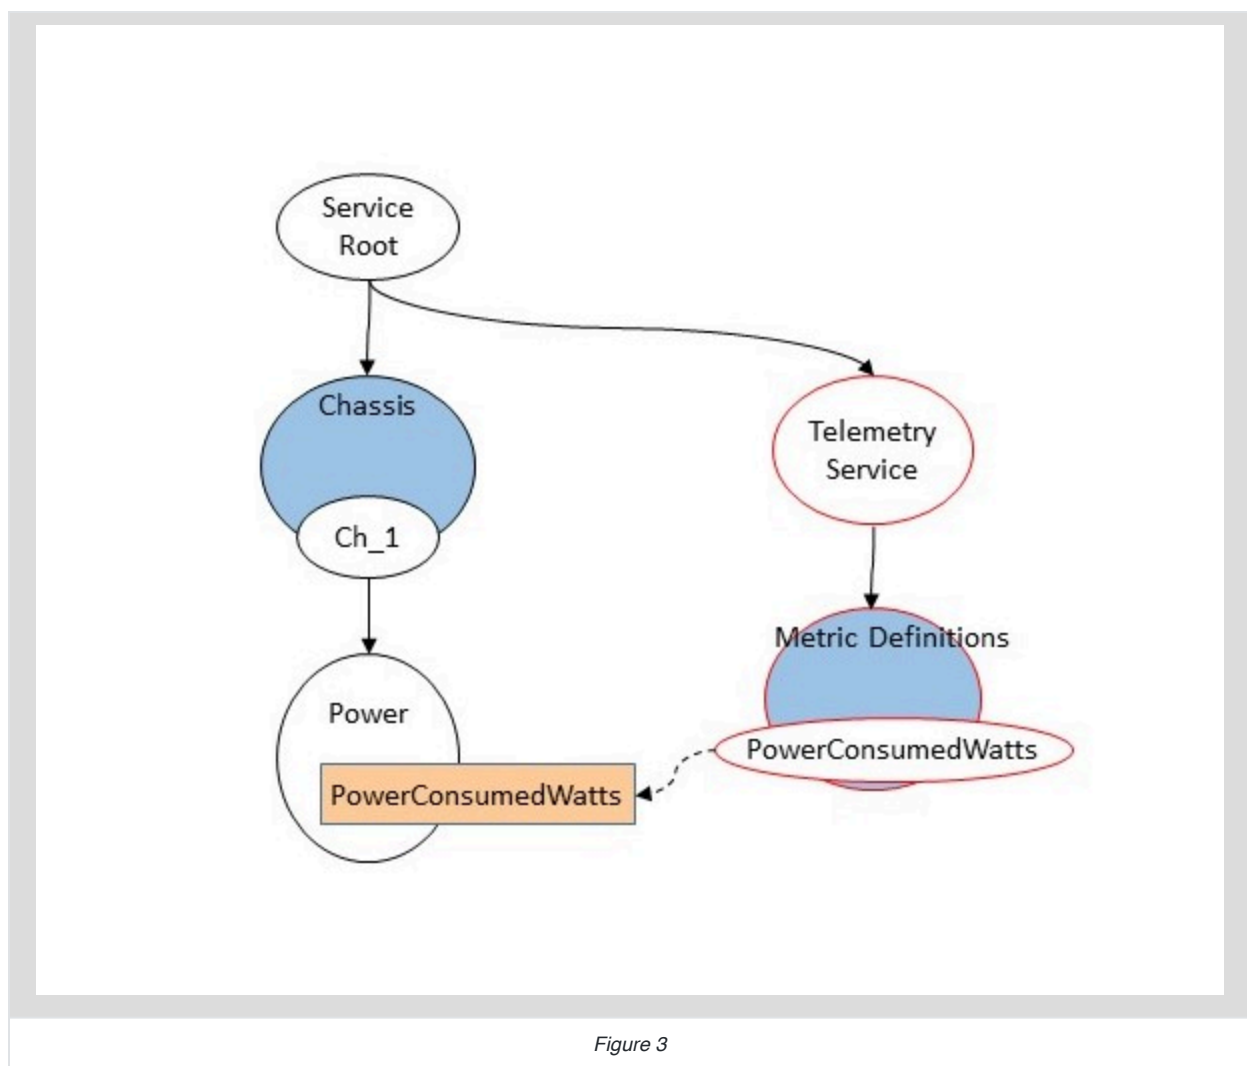 Service
Root
Chassis
Telemetry
Service
Ch_1
Metric Definitions
Power
PowerConsumedWatts
PowerConsumedWatts
Figure 3